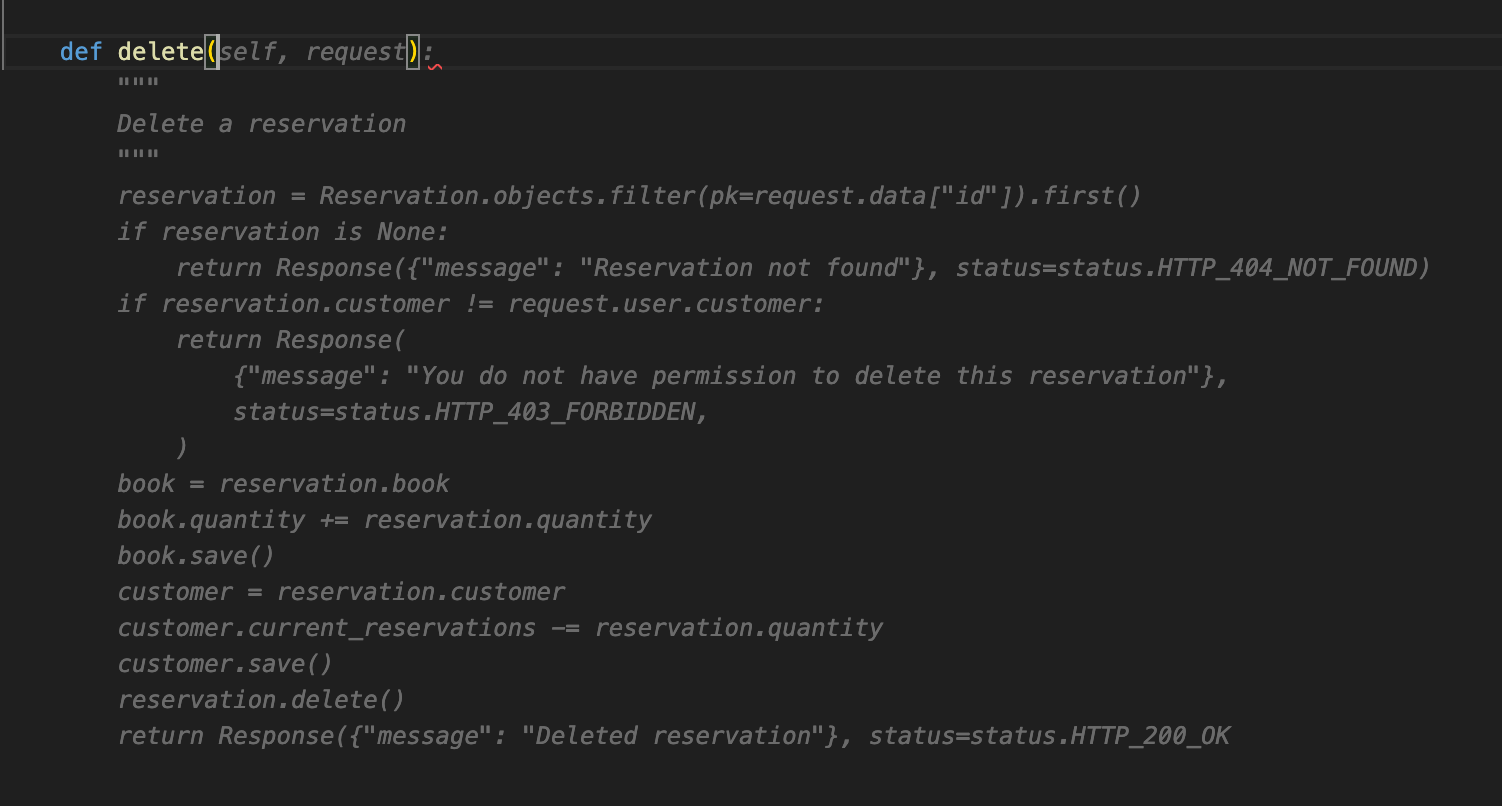 def delete(self, request):
"""
Delete a reservation
"""
reservation = Reservation.objects.filter(pk=request.data["id"]).first()
if reservation is None:
return Response({"message": "Reservation not found"}, status=status.HTTP_404_NOT_FOUND)
if reservation.customer != request.user.customer:
return Response(
{"message": "You do not have permission to delete this reservation"},
status=status.HTTP_403_FORBIDDEN,
)
book = reservation.book
book.quantity += reservation.quantity
book.save()
customer = reservation.customer
customer.current_reservations -= reservation.quantity
customer.save()
reservation.delete()
return Response({"message": "Deleted reservation"}, status=status.HTTP_200_OK